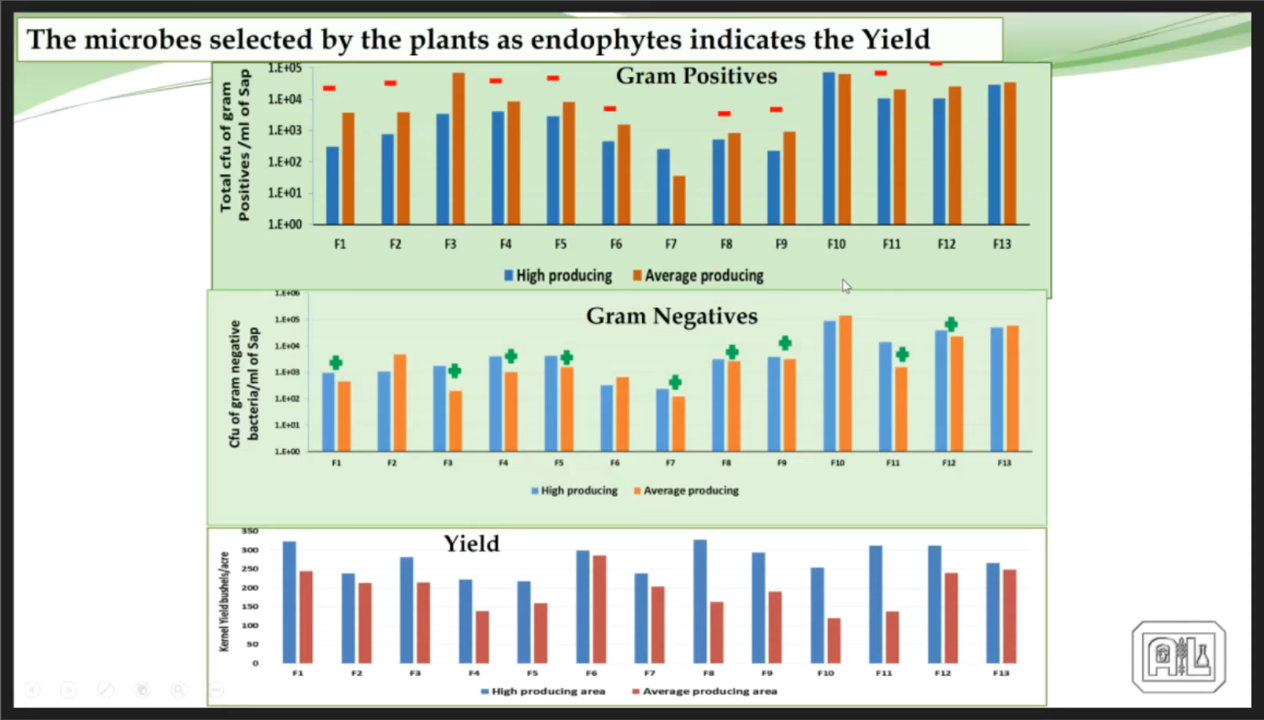 The microbes selected by the plants as endophytes indicates the Yield
Gram Positives
Total cfu of gram
Positives /ml of Sap
1.E+05
1.E+04
1.E+03
1.E+02
1.E+01
1.E+00
F1 F2 F3 F4 F5 F6 F7 F8 F9 F10 F11 F12 F13
High producing Average producing
Gram Negatives
Cfu of gram negative
bacteria/ml of Sap
1.E+06
1.E+05
1.E+04
1.E+03
1.E+02
1.E+01
1.E+00
F1 F2 F3 F4 F5 F6 F7 F8 F9 F10 F11 F12 F13
High producing Average producing
Yield
Kernel Yield bushels/acre
350
300
250
200
150
100
50
0
F1 F2 F3 F4 F5 F6 F7 F8 F9 F10 F11 F12 F13
High producing area Average producing area